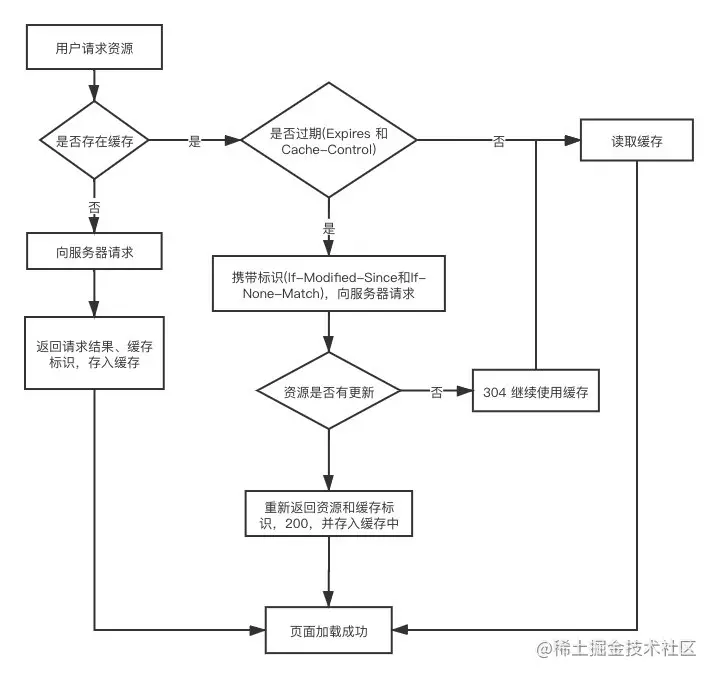 用户请求资源
是否存在缓存
是
是否过期(Expires 和
Cache-Control)
否
读取缓存
否
是
向服务器请求
携带标识(If-Modified-Since和If-
None-Match)，向服务器请求
返回请求结果、缓存
标识，存入缓存
资源是否有更新
否
304 继续使用缓存
重新返回资源和缓存标
识，200，并存入缓存中
页面加载成功
@稀土掘金技术社区